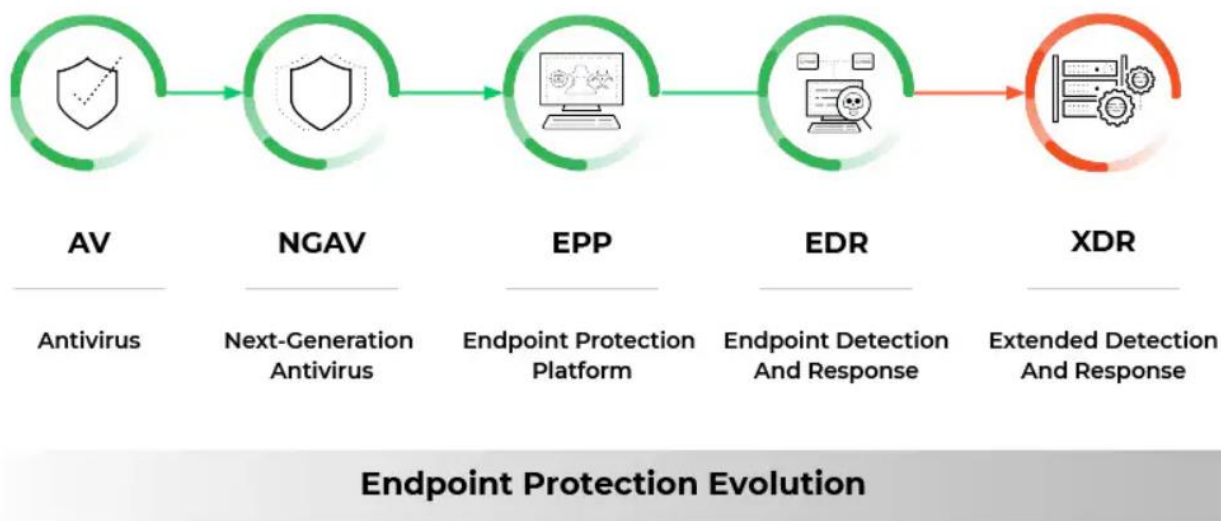 AV
NGAV
EPP
EDR
XDR
Antivirus
Next-Generation
Antivirus
Endpoint Protection
Platform
Endpoint Detection
And Response
Extended Detection
And Response
Endpoint Protection Evolution